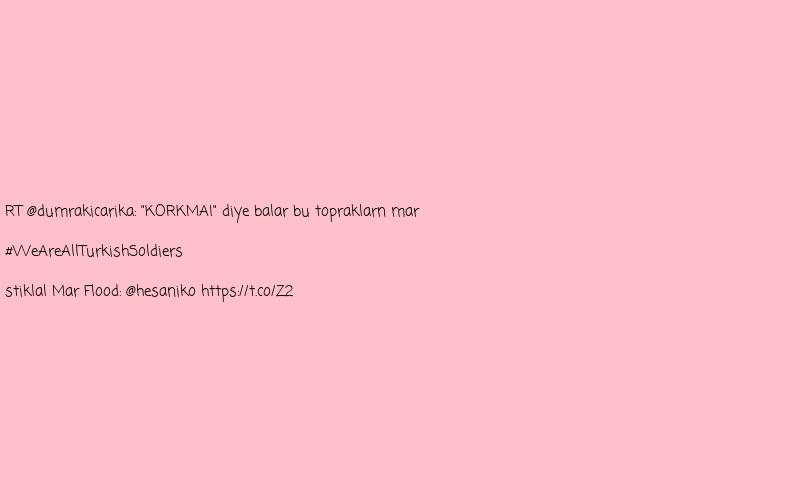 RT @dumrakicarika: "KORKMA!" diye balar bu topraklarn mar
#WeAreAllTurkishSoldiers
stiklal Mar Flood: @hesaniko https://t.co/Z2